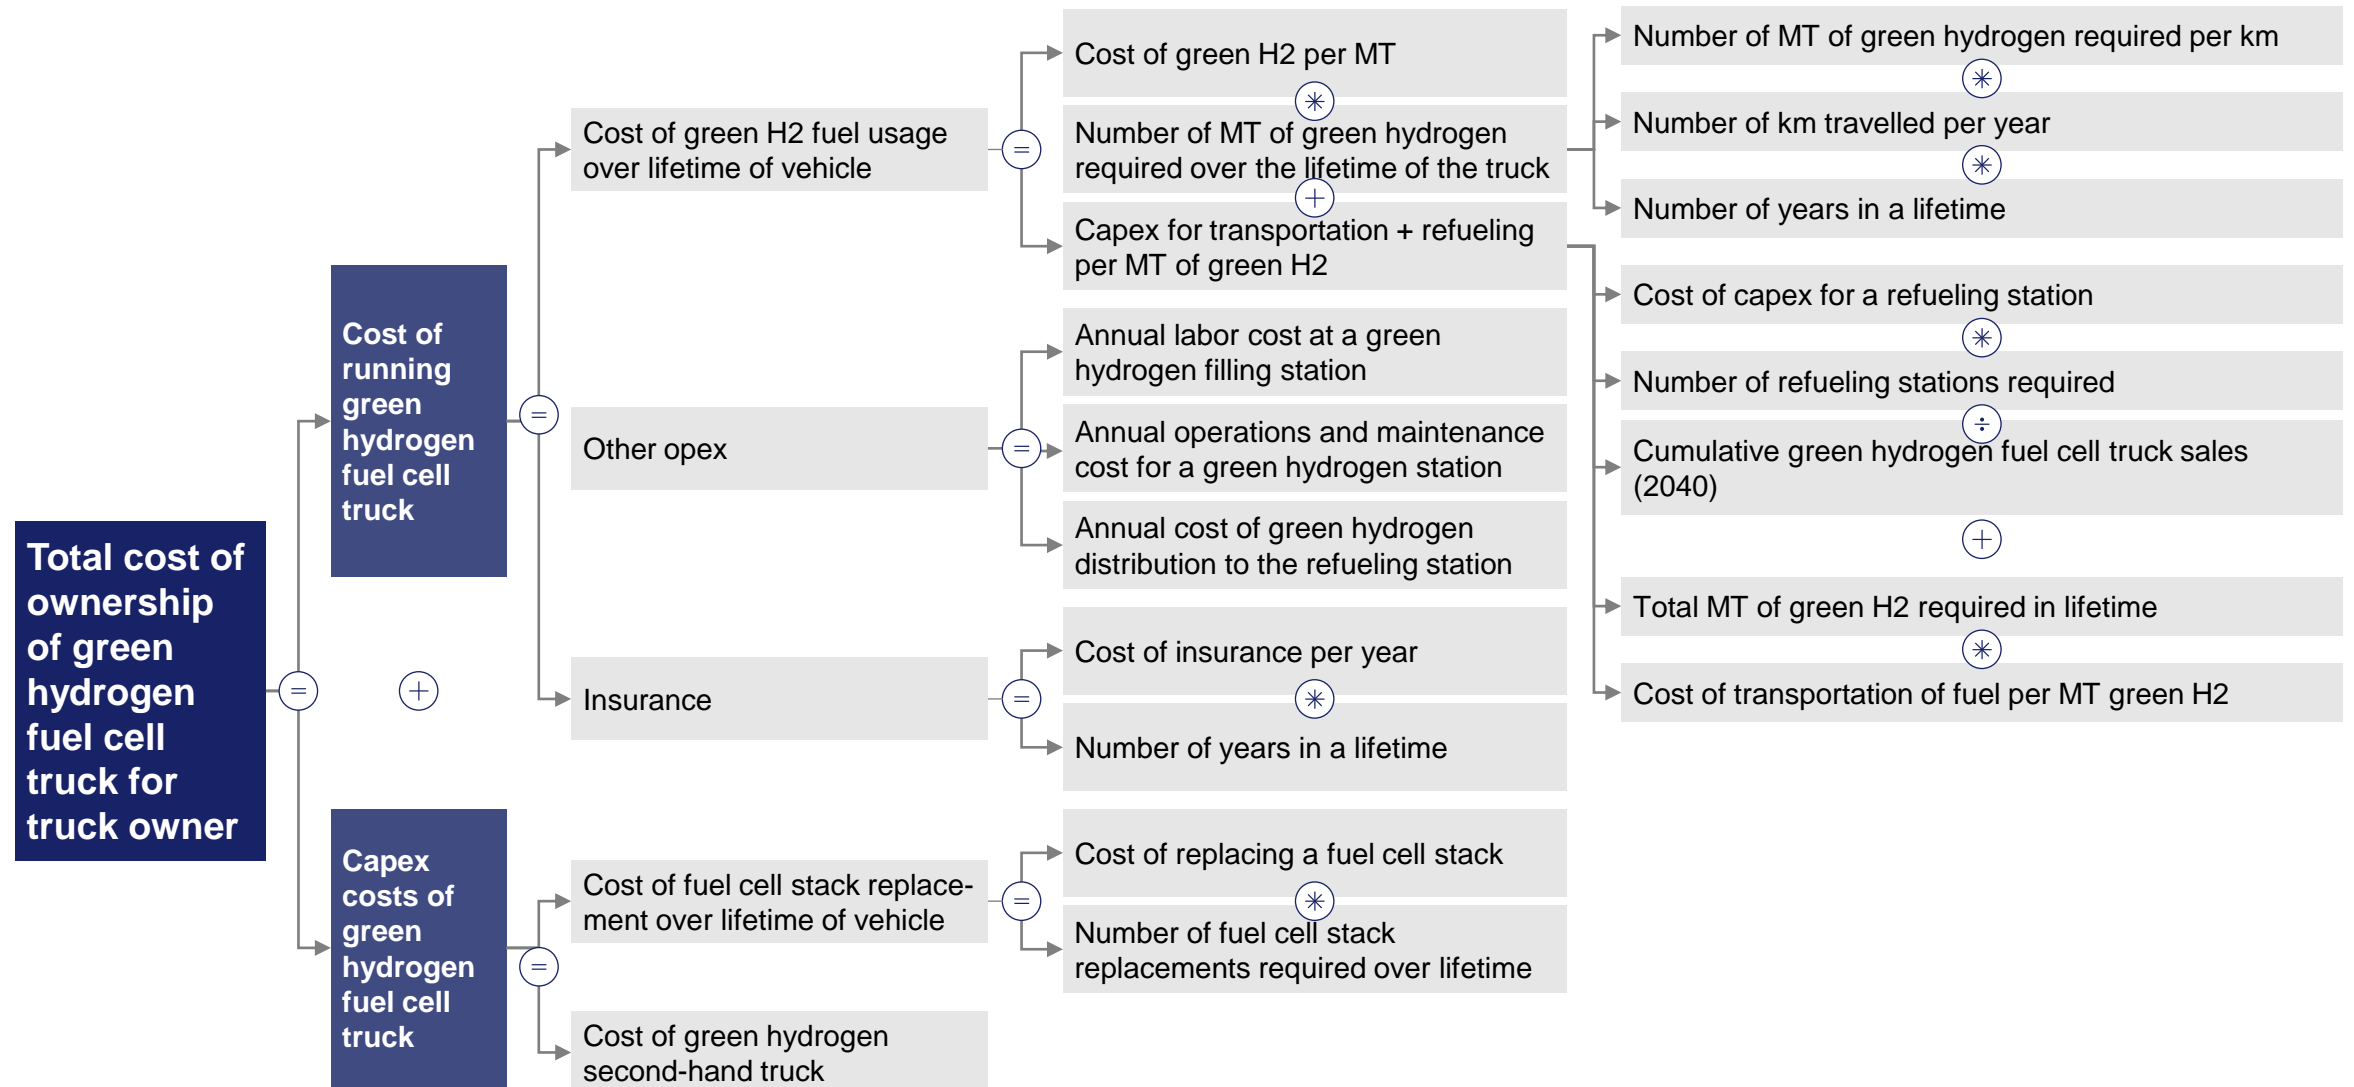 Total cost of
ownership
of green
hydrogen
fuel cell
truck for
truck owner
=
+
Cost of
running
green
hydrogen
fuel cell
truck
=
Capex
costs of
green
hydrogen
fuel cell
truck
=
Cost of green H2 fuel usage
over lifetime of vehicle
=
Other opex
=
Insurance
=
Cost of fuel cell stack replace-
ment over lifetime of vehicle
=
Cost of green hydrogen
second-hand truck
Cost of green H2 per MT
*
Number of MT of green hydrogen
required over the lifetime of the truck
+
Capex for transportation + refueling
per MT of green H2
Annual labor cost at a green
hydrogen filling station
Annual operations and maintenance
cost for a green hydrogen station
Annual cost of green hydrogen
distribution to the refueling station
Cost of insurance per year
*
Number of years in a lifetime
Cost of replacing a fuel cell stack
*
Number of fuel cell stack
replacements required over lifetime
Number of MT of green hydrogen required per km
*
Number of km travelled per year
*
Number of years in a lifetime
Cost of capex for a refueling station
*
Number of refueling stations required
÷
Cumulative green hydrogen fuel cell truck sales
(2040)
+
Total MT of green H2 required in lifetime
*
Cost of transportation of fuel per MT green H2